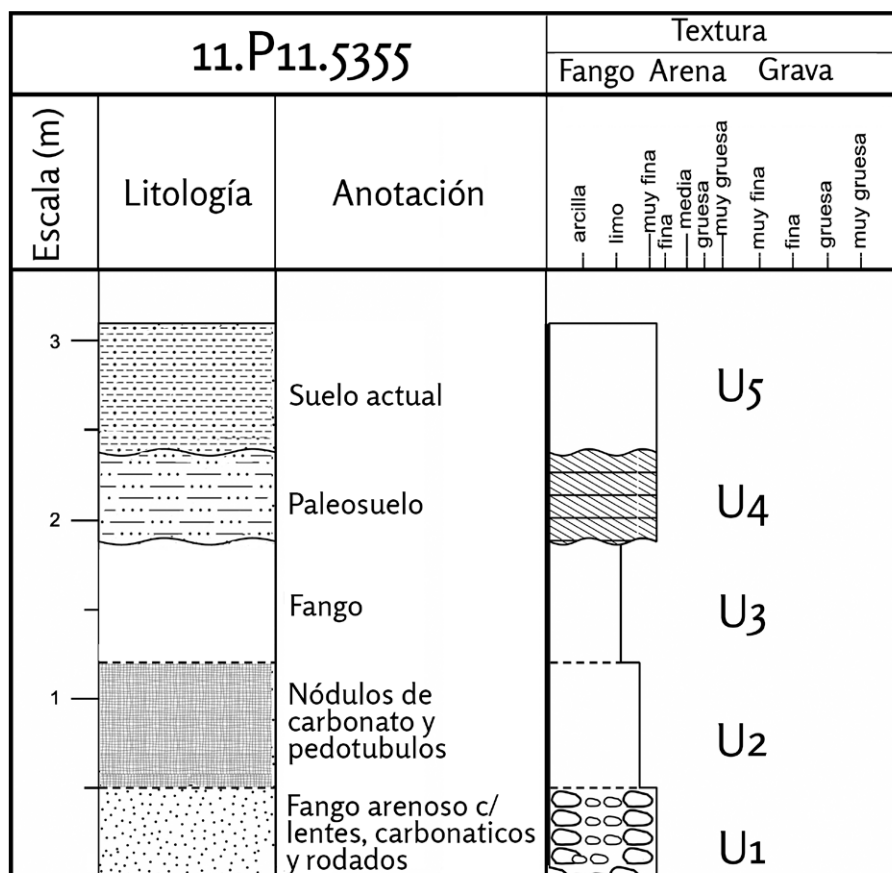 11.P11.5355
Textura
Fango Arena Grava
Escala (m)
Litología
Anotación
arcilla
limo
muy fina
fina
media
gruesa
muy gruesa
muy fina
fina
gruesa
muy gruesa
3
Suelo actual
U5
2
Paleosuelo
U4
Fango
U3
1
Nódulos de
carbonato y
pedotubulos
U2
Fango arenoso c/
lentes, carbonaticos
y rodados
U1